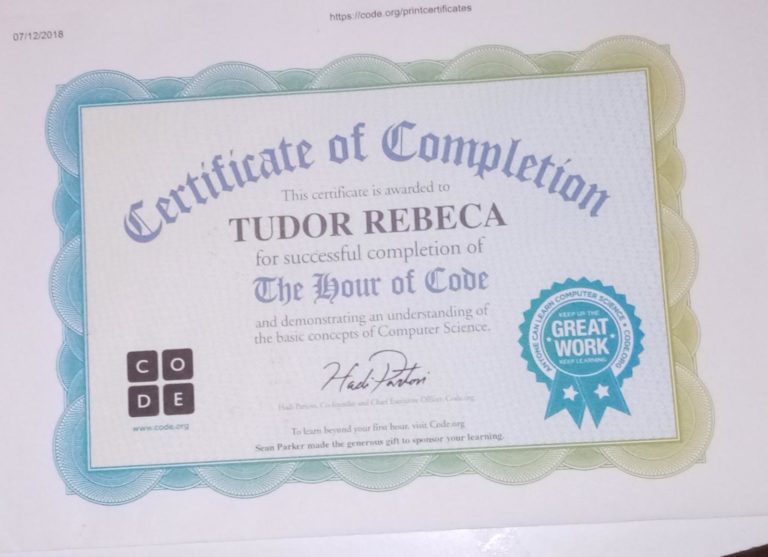 07/12/2018
https://code.org/printcertificates
Certificate of Completion
This certificate is awarded to
TUDOR REBECA
for successful completion of
The Hour of Code
and demonstrating an understanding of
the basic concepts of Computer Science.
CO
DE
www.code.org
Hadi Partovi
Hadi Partovi, Co-founder and Chief Executive Officer, Code.org
To learn beyond your first hour, visit Code.org
Sean Parker made the generous gift to sponsor your learning.
ANYONE CAN LEARN COMPUTER SCIENCE • CODE.ORG
KEEP UP THE
GREAT
WORK
KEEP LEARNING